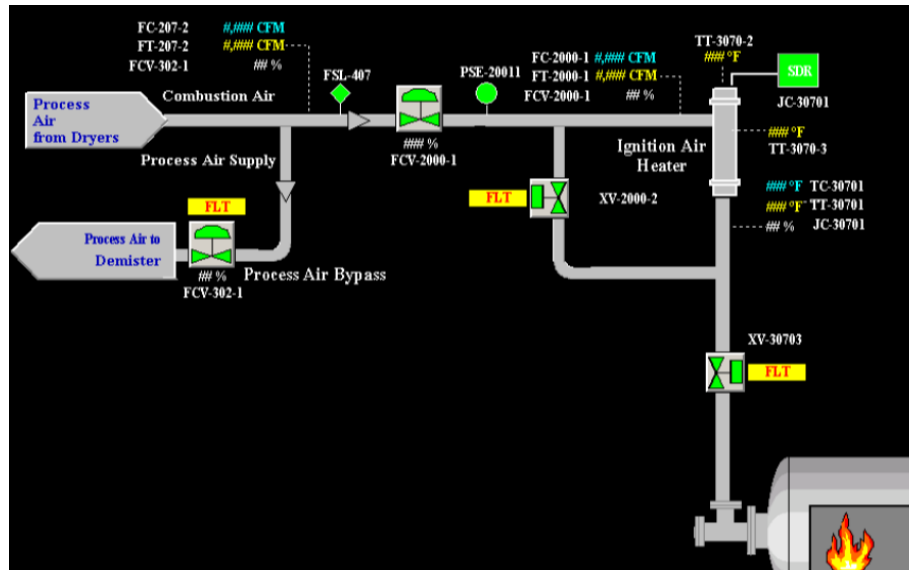 FC-207-2 #,### CFM
FT-207-2 #,### CFM
FCV-302-1 ## %
FSL-407
PSE-20011
FC-2000-1 #,### CFM
FT-2000-1 #,### CFM
FCV-2000-1 ## %
TT-3070-2
### °F
SDR
JC-30701
Process
Air
from Dryers
Combustion Air
### %
FCV-2000-1
Process Air Supply
Ignition Air
Heater
### °F
TT-3070-3
FLT
XV-2000-2
### °F TC-30701
### °F TT-30701
## % JC-30701
FLT
Process Air to
Demister
## %
FCV-302-1
Process Air Bypass
XV-30703
FLT